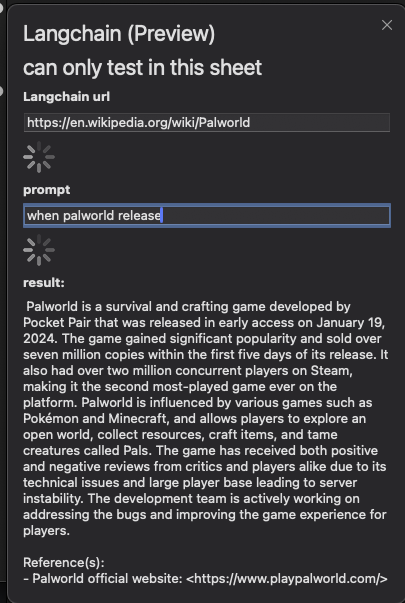 Langchain (Preview)
can only test in this sheet
Langchain url
https://en.wikipedia.org/wiki/Palworld
prompt
when palworld release
result:
Palworld is a survival and crafting game developed by
Pocket Pair that was released in early access on January 19,
2024. The game gained significant popularity and sold over
seven million copies within the first five days of its release. It
also had over two million concurrent players on Steam,
making it the second most-played game ever on the
platform. Palworld is influenced by various games such as
Pokémon and Minecraft, and allows players to explore an
open world, collect resources, craft items, and tame
creatures called Pals. The game has received both positive
and negative reviews from critics and players alike due to its
technical issues and large player base leading to server
instability. The development team is actively working on
addressing the bugs and improving the game experience for
players.
Reference(s):
- Palworld official website: <https://www.playpalworld.com/>